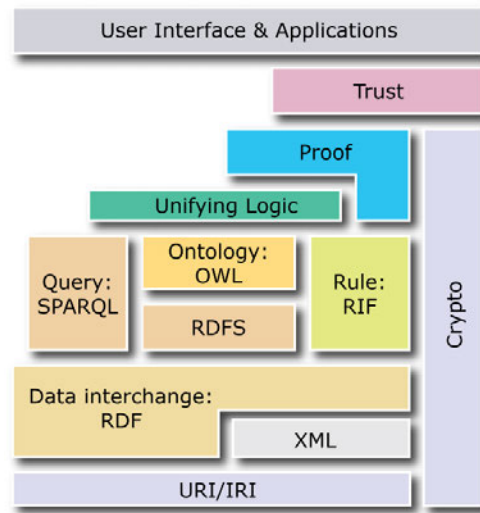 User Interface & Applications
Trust
Proof
Unifying Logic
Query:
SPARQL
Ontology:
OWL
RDFS
Rule:
RIF
Crypto
Data interchange:
RDF
XML
URI/IRI